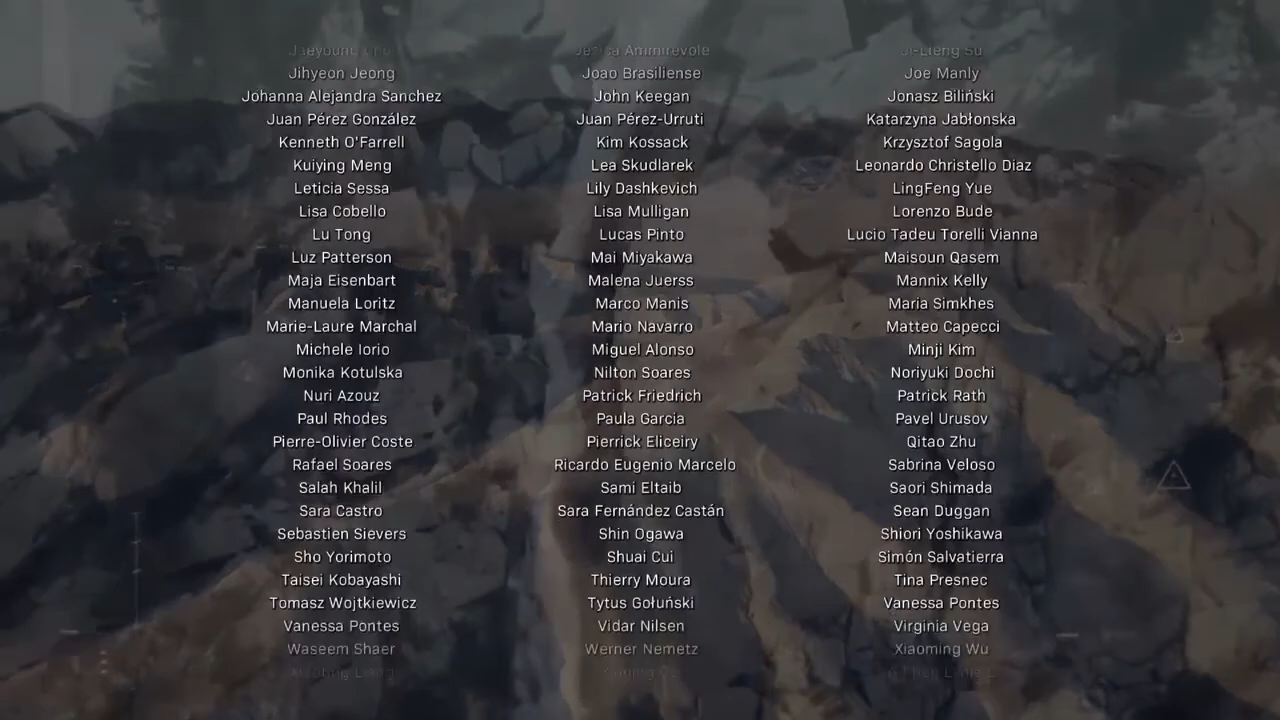 Jihyeon Jeong Joao Brasiliense Joe Manly
Johanna Alejandra Sanchez John Keegan Jonasz Biliński
Juan Pérez González Juan Pérez-Urruti Katarzyna Jabłonska
Kenneth O'Farrell Kim Kossack Krzysztof Sagola
Kuiying Meng Lea Skudlarek Leonardo Christello Diaz
Leticia Sessa Lily Dashkevich LingFeng Yue
Lisa Cobello Lisa Mulligan Lorenzo Bude
Lu Tong Lucas Pinto Lucio Tadeu Torelli Vianna
Luz Patterson Mai Miyakawa Maisoun Qasem
Maja Eisenbart Malena Juerss Mannix Kelly
Manuela Loritz Marco Manis Maria Simkhes
Marie-Laure Marchal Mario Navarro Matteo Capecci
Michele Iorio Miguel Alonso Minji Kim
Monika Kotulska Nilton Soares Noriyuki Dochi
Nuri Azouz Patrick Friedrich Patrick Rath
Paul Rhodes Paula Garcia Pavel Urusov
Pierre-Olivier Coste Pierrick Eliceiry Qitao Zhu
Rafael Soares Ricardo Eugenio Marcelo Sabrina Veloso
Salah Khalil Sami Eltaib Saori Shimada
Sara Castro Sara Fernández Castán Sean Duggan
Sebastien Sievers Shin Ogawa Shiori Yoshikawa
Sho Yorimoto Shuai Cui Simón Salvatierra
Taisei Kobayashi Thierry Moura Tina Presnec
Tomasz Wojtkiewicz Tytus Gołuński Vanessa Pontes
Vanessa Pontes Vidar Nilsen Virginia Vega
Waseem Shaer Werner Nemetz Xiaoming Wu